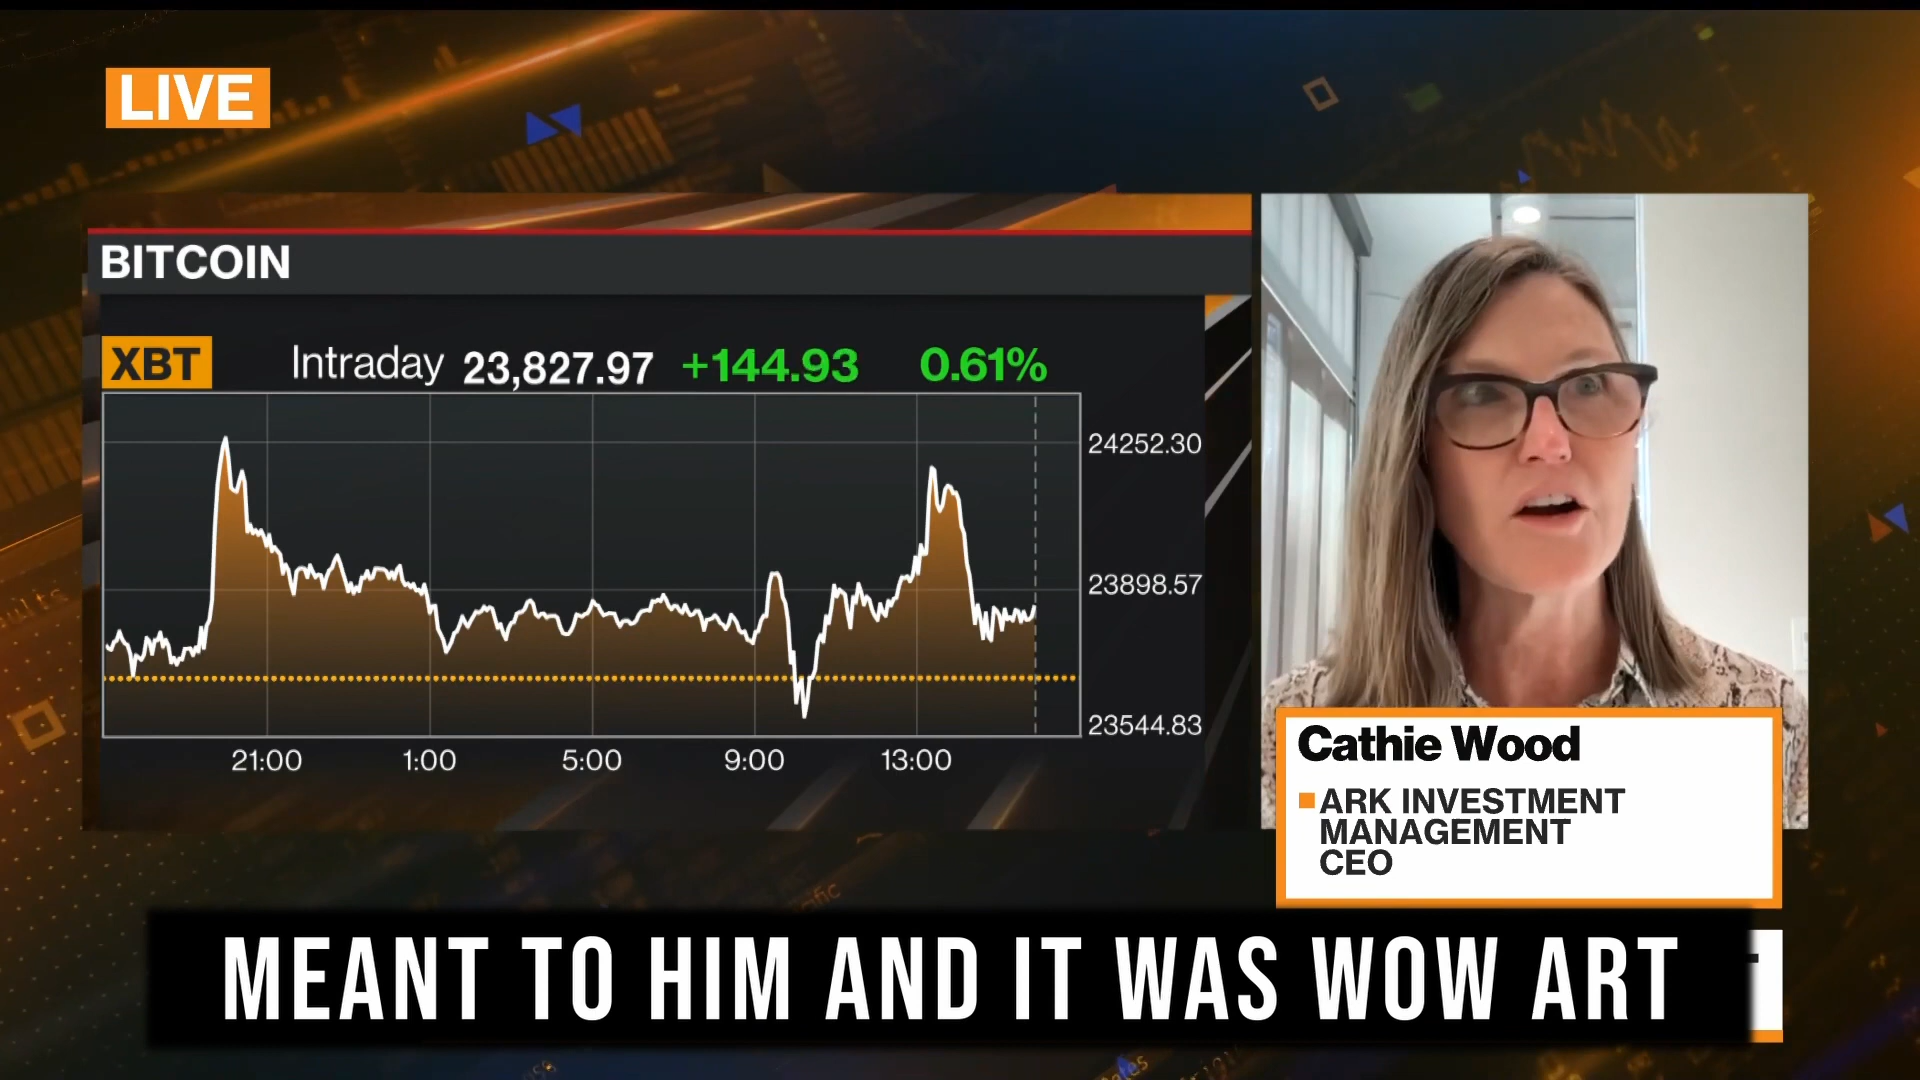 LIVE
BITCOIN
XBT Intraday 23,827.97 +144.93 0.61%
24252.30
23898.57
23544.83
21:00 1:00 5:00 9:00 13:00
Cathie Wood
ARK INVESTMENT
MANAGEMENT
CEO
MEANT TO HIM AND IT WAS WOW ART